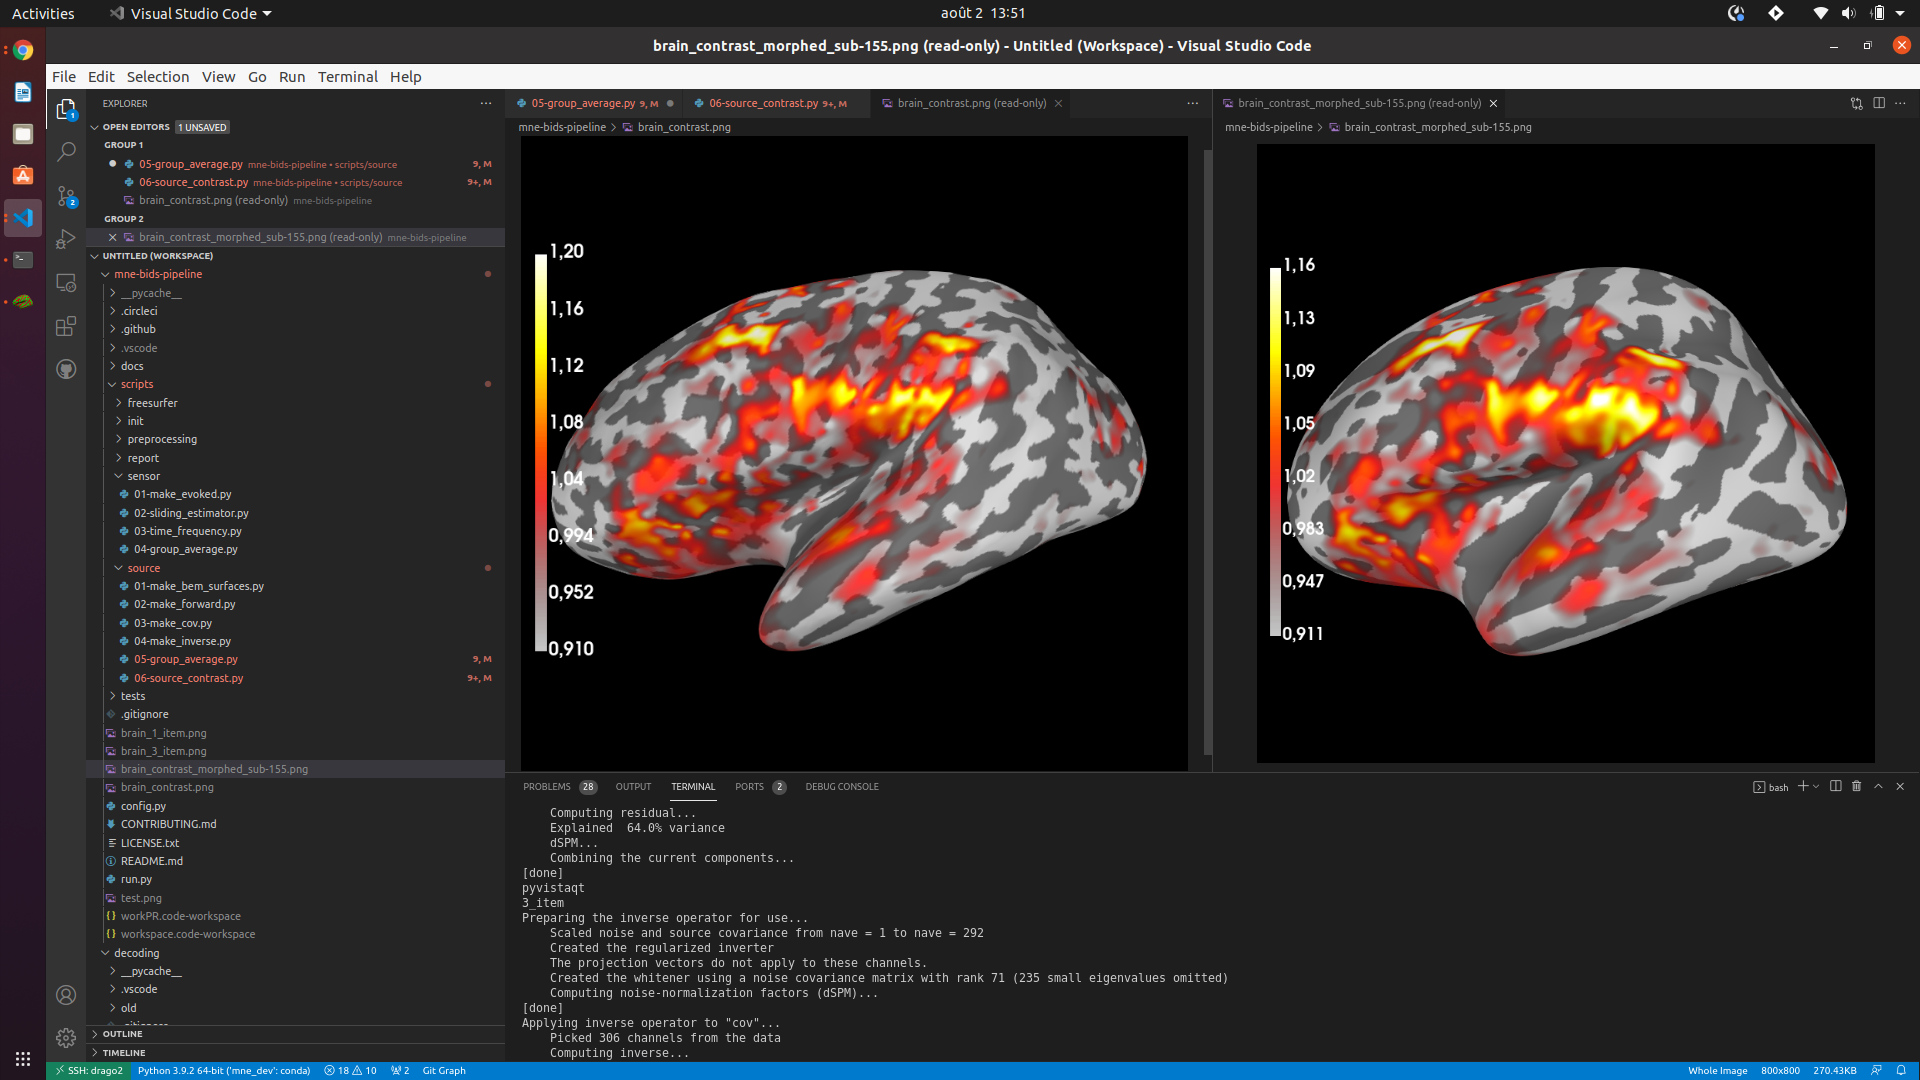 Activities
Visual Studio Code
août 2 13:51
brain_contrast_morphed_sub-155.png (read-only) - Untitled (Workspace) - Visual Studio Code
File Edit Selection View Go Run Terminal Help
EXPLORER
OPEN EDITORS 1 UNSAVED
GROUP 1
05-group_average.py mne-bids-pipeline • scripts/source 9, M
06-source_contrast.py mne-bids-pipeline • scripts/source 9+, M
brain_contrast.png (read-only) mne-bids-pipeline
GROUP 2
brain_contrast_morphed_sub-155.png (read-only) mne-bids-pipeline
UNTITLED (WORKSPACE)
mne-bids-pipeline
__pycache__
.circleci
.github
.vscode
docs
scripts
freesurfer
init
preprocessing
report
sensor
01-make_evoked.py
02-sliding_estimator.py
03-time_frequency.py
04-group_average.py
source
01-make_bem_surfaces.py
02-make_forward.py
03-make_cov.py
04-make_inverse.py
05-group_average.py 9, M
06-source_contrast.py 9+, M
tests
.gitignore
brain_1_item.png
brain_3_item.png
brain_contrast_morphed_sub-155.png
brain_contrast.png
config.py
CONTRIBUTING.md
LICENSE.txt
README.md
run.py
test.png
workPR.code-workspace
workspace.code-workspace
decoding
__pycache__
.vscode
old
OUTLINE
TIMELINE
05-group_average.py 9, M
06-source_contrast.py 9+, M
brain_contrast.png (read-only)
mne-bids-pipeline > brain_contrast.png
1,20
1,16
1,12
1,08
1,04
0,994
0,952
0,910
brain_contrast_morphed_sub-155.png (read-only)
mne-bids-pipeline > brain_contrast_morphed_sub-155.png
1,16
1,13
1,09
1,05
1,02
0,983
0,947
0,911
PROBLEMS 28 OUTPUT TERMINAL PORTS 2 DEBUG CONSOLE
bash
Computing residual...
Explained 64.0% variance
dSPM...
Combining the current components...
[done]
pyvistaqt
3_item
Preparing the inverse operator for use...
Scaled noise and source covariance from nave = 1 to nave = 292
Created the regularized inverter
The projection vectors do not apply to these channels.
Created the whitener using a noise covariance matrix with rank 71 (235 small eigenvalues omitted)
Computing noise-normalization factors (dSPM)...
[done]
Applying inverse operator to "cov"...
Picked 306 channels from the data
Computing inverse...
SSH: drago2 Python 3.9.2 64-bit ('mne_dev': conda) 18 10 2 Git Graph
Whole Image 800x800 270.43KB